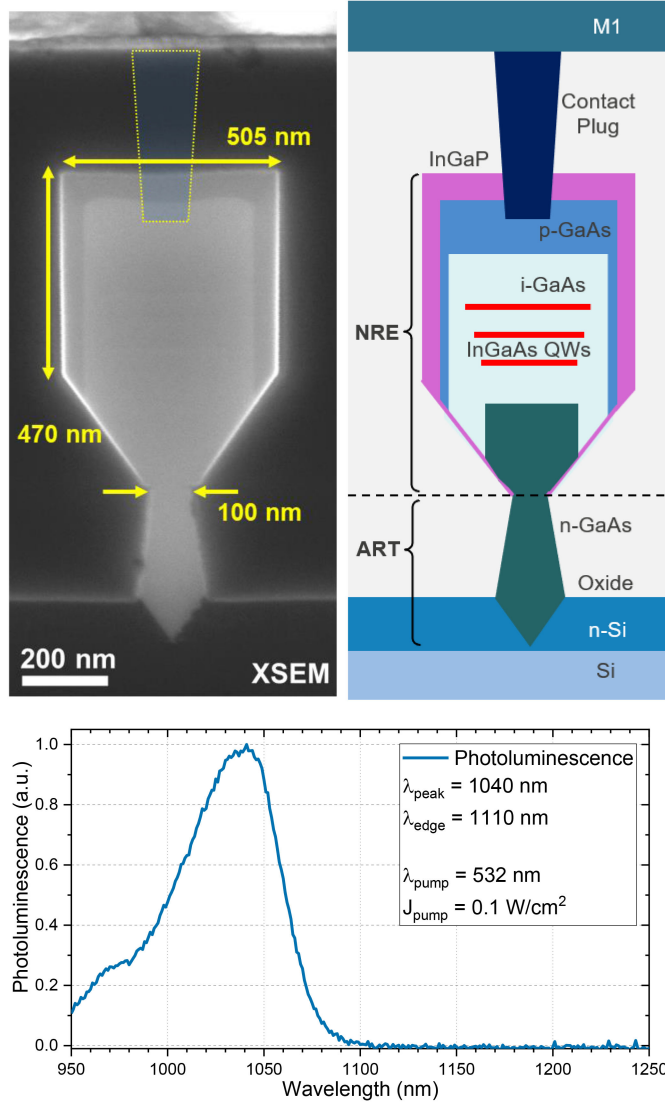 505 nm
470 nm
100 nm
200 nm
XSEM
M1
Contact
Plug
InGaP
p-GaAs
i-GaAs
NRE
InGaAs QWs
n-GaAs
ART
Oxide
n-Si
Si
Photoluminescence
λpeak = 1040 nm
λedge = 1110 nm
λpump = 532 nm
Jpump = 0.1 W/cm²
Photoluminescence (a.u.)
1.0
0.8
0.6
0.4
0.2
0.0
950 1000 1050 1100 1150 1200 1250
Wavelength (nm)